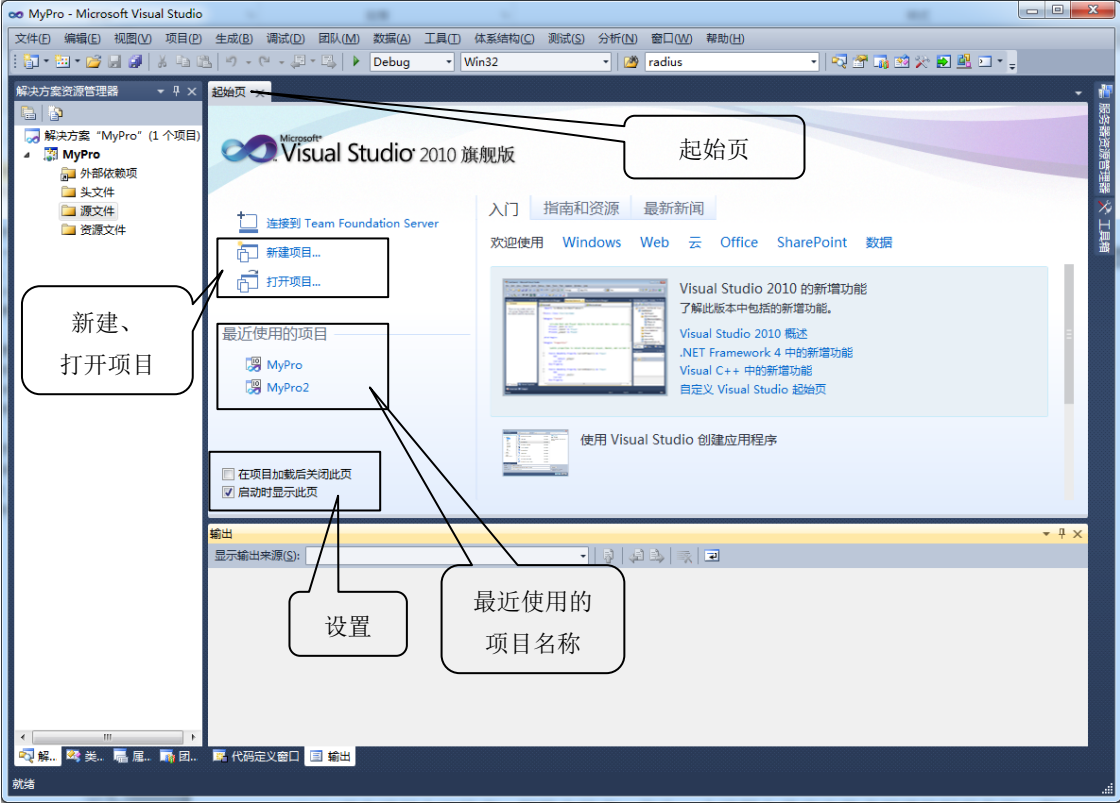 MyPro - Microsoft Visual Studio
文件(F) 编辑(E) 视图(V) 项目(P) 生成(B) 调试(D) 团队(M) 数据(A) 工具(T) 体系结构(C) 测试(S) 分析(N) 窗口(W) 帮助(H)
Debug Win32 radius
解决方案资源管理器
解决方案“MyPro”(1 个项目)
MyPro
外部依赖项
头文件
源文件
资源文件
起始页
起始页
Microsoft
Visual Studio 2010 旗舰版
连接到 Team Foundation Server
新建项目...
打开项目...
新建、
打开项目
最近使用的项目
MyPro
MyPro2
在项目加载后关闭此页
启动时显示此页
入门 指南和资源 最新新闻
欢迎使用 Windows Web 云 Office SharePoint 数据
Visual Studio 2010 的新增功能
了解此版本中包括的新增功能。
Visual Studio 2010 概述
.NET Framework 4 中的新增功能
Visual C++ 中的新增功能
自定义 Visual Studio 起始页
使用 Visual Studio 创建应用程序
服务器资源管理器
工具箱
输出
显示输出来源(S):
设置
最近使用的
项目名称
解... 类... 属... 团...
代码定义窗口 输出
就绪